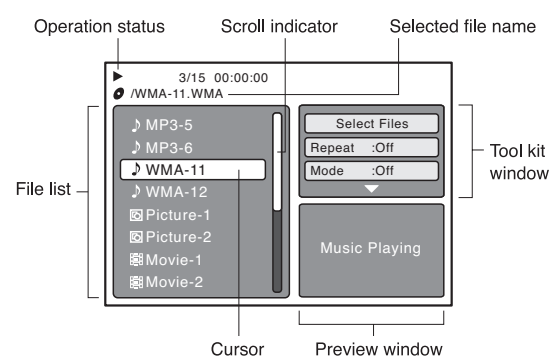 Operation status
Scroll indicator
Selected file name
3/15 00:00:00
/WMA-11.WMA
File list
MP3-5
MP3-6
WMA-11
WMA-12
Picture-1
Picture-2
Movie-1
Movie-2
Select Files
Repeat :Off
Mode :Off
Tool kit
window
Music Playing
Cursor
Preview window